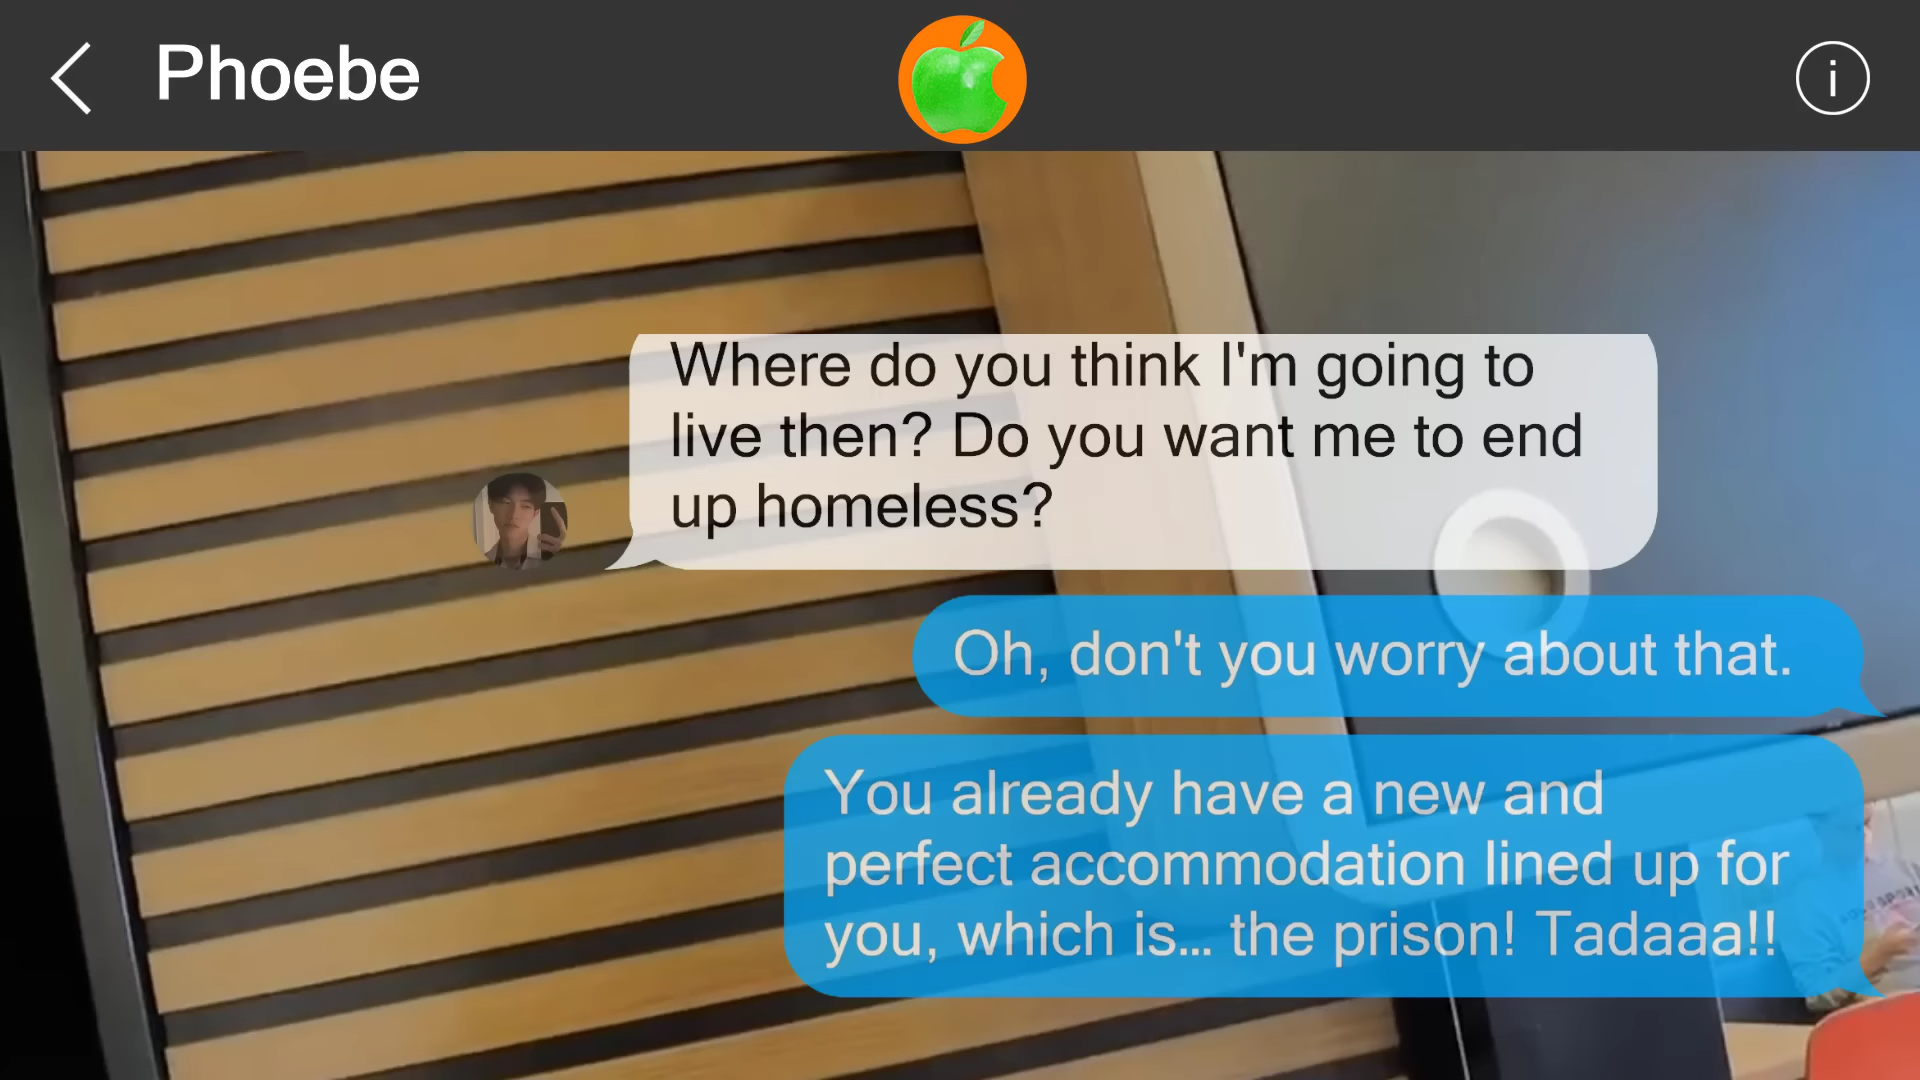 Phoebe
i
Where do you think I'm going to
live then? Do you want me to end
up homeless?
Oh, don't you worry about that.
You already have a new and
perfect accommodation lined up for
you, which is... the prison! Tadaaa!!